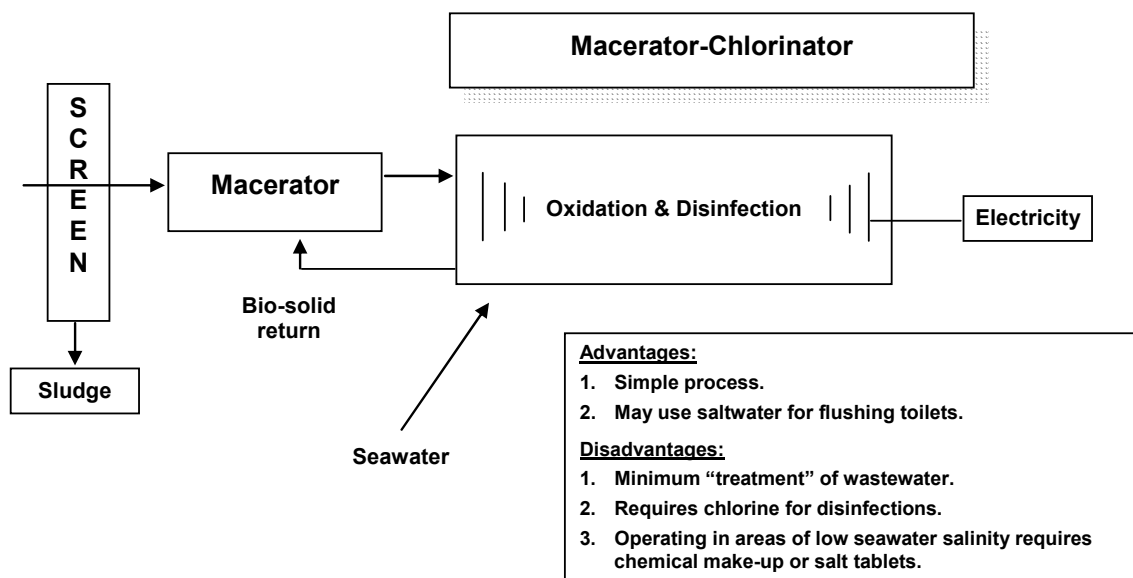 Macerator-Chlorinator
SCREEN
Macerator
Oxidation & Disinfection
Electricity
Bio-solid
return
Sludge
Seawater
Advantages:
1. Simple process.
2. May use saltwater for flushing toilets.
Disadvantages:
1. Minimum “treatment” of wastewater.
2. Requires chlorine for disinfections.
3. Operating in areas of low seawater salinity requires
chemical make-up or salt tablets.